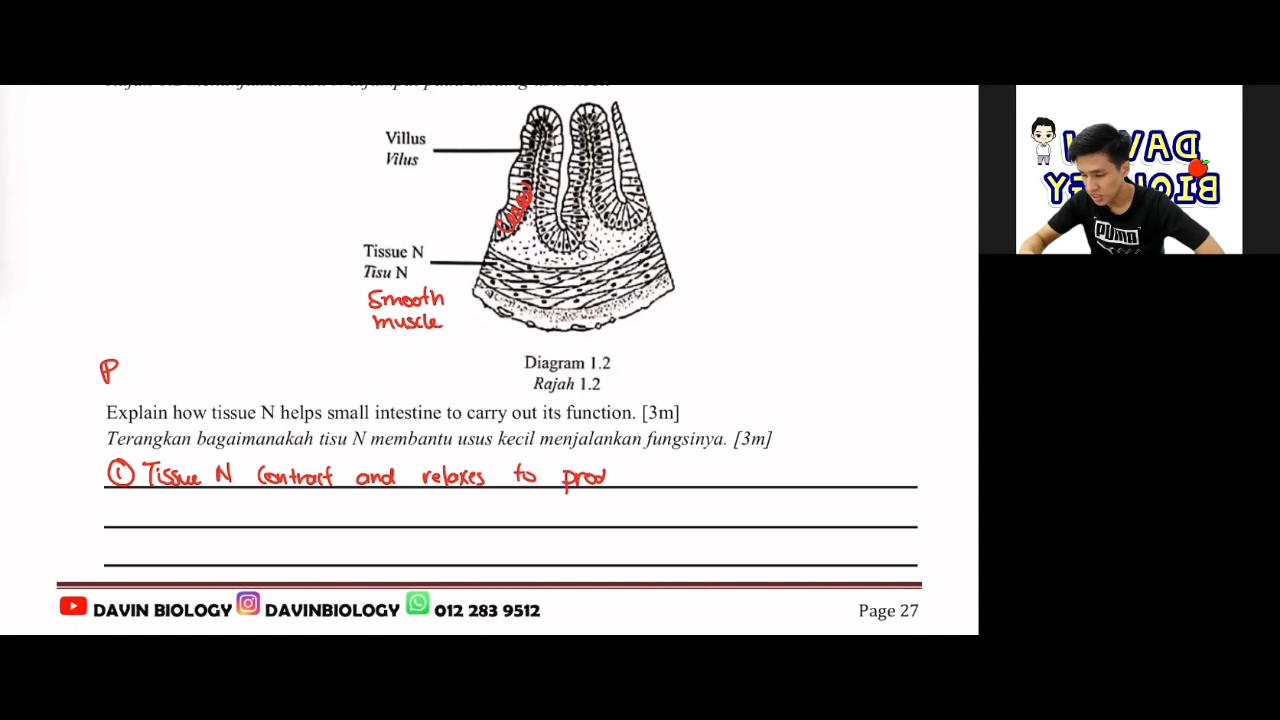 Villus
Vilus
Tissue N
Tisu N
Smooth
muscle
Diagram 1.2
Rajah 1.2
P
Explain how tissue N helps small intestine to carry out its function. [3m]
Terangkan bagaimanakah tisu N membantu usus kecil menjalankan fungsinya. [3m]
① Tissue N contract and relaxes to prod
DAVIN BIOLOGY DAVINBIOLOGY 012 283 9512
Page 27
PUMA